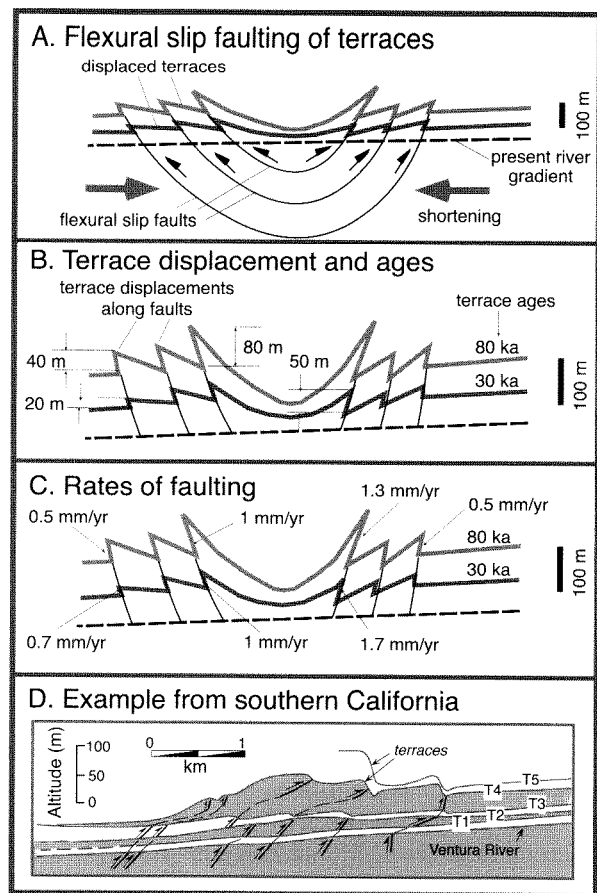 A. Flexural slip faulting of terraces
displaced terraces
100 m
present river
gradient
flexural slip faults
shortening
B. Terrace displacement and ages
terrace displacements
along faults
terrace ages
80 m
50 m
80 ka
40 m
30 ka
20 m
100 m
C. Rates of faulting
0.5 mm/yr
1 mm/yr
1.3 mm/yr
0.5 mm/yr
80 ka
30 ka
100 m
0.7 mm/yr
1 mm/yr
1.7 mm/yr
D. Example from southern California
Altitude (m)
100
50
0
0 1
km
terraces
T5
T4
T3
T2
T1
Ventura River